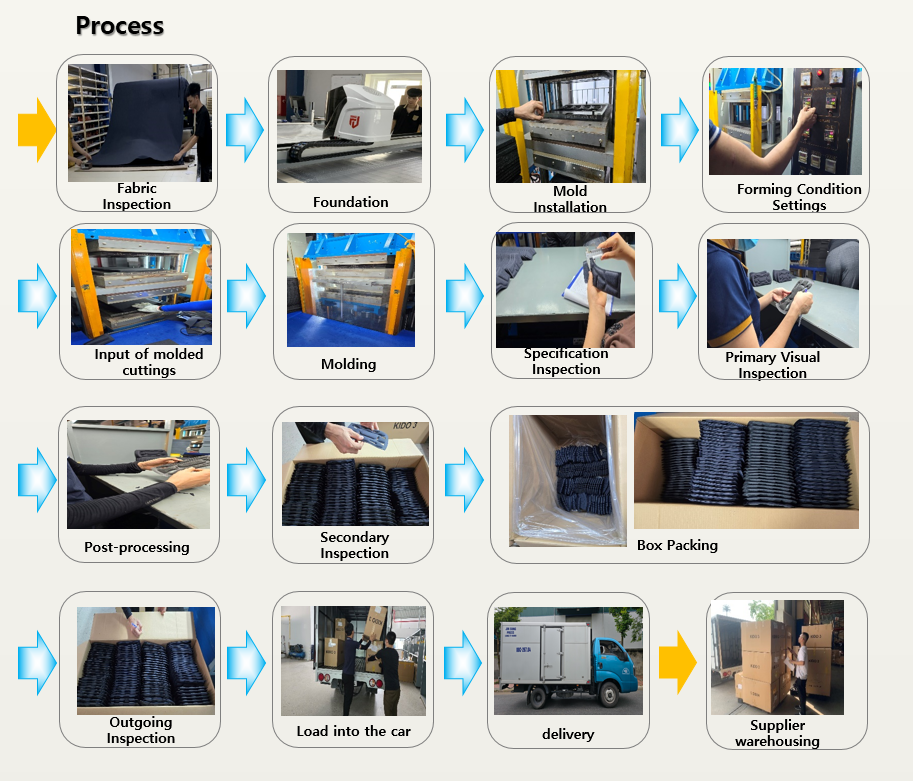 Process
Fabric
Inspection
Foundation
Mold
Installation
Forming Condition
Settings
Input of molded
cuttings
Molding
Specification
Inspection
Primary Visual
Inspection
Post-processing
KIDO 3
Secondary
Inspection
Box Packing
Outgoing
Inspection
Load into the car
delivery
Supplier
warehousing